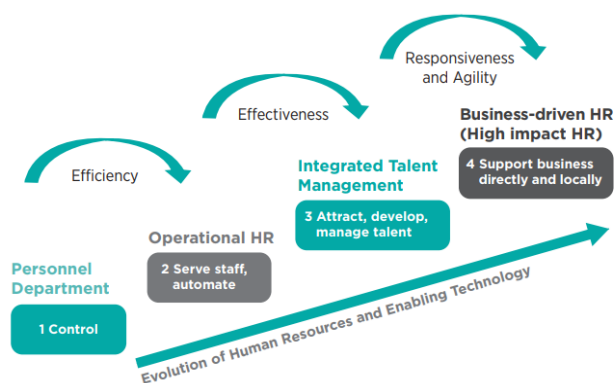 Responsiveness
and Agility
Effectiveness
Efficiency
Business-driven HR
(High impact HR)
4 Support business
directly and locally
Integrated Talent
Management
3 Attract, develop,
manage talent
Operational HR
2 Serve staff,
automate
Personnel
Department
1 Control
Evolution of Human Resources and Enabling Technology